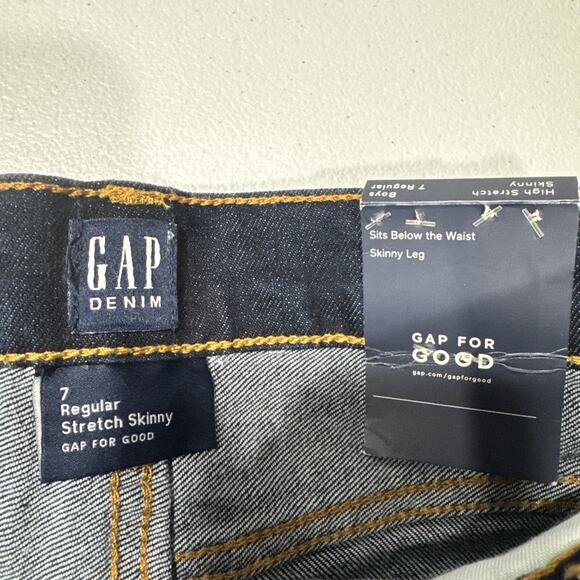 High Stretch
Skinny
Boys
7 Regular
Sits Below the Waist
Skinny Leg
GAP FOR
GOOD
gap.com/gapforgood
GAP
DENIM
7
Regular
Stretch Skinny
GAP FOR GOOD